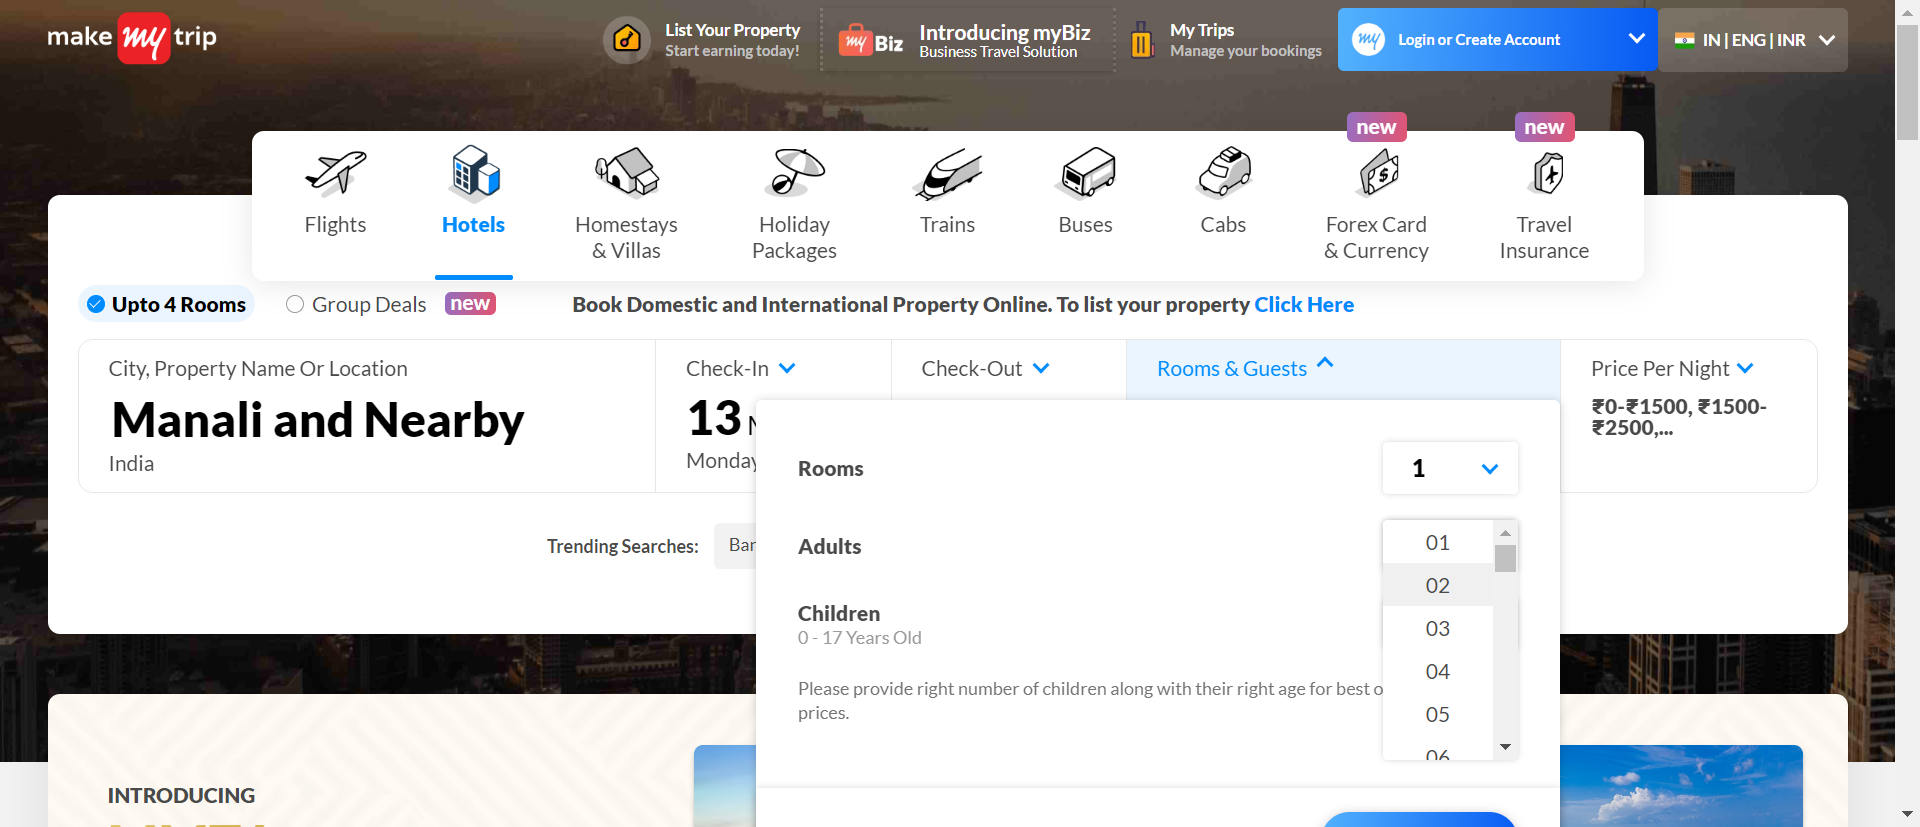 make my trip
List Your Property
Start earning today!
my Biz
Introducing myBiz
Business Travel Solution
My Trips
Manage your bookings
my
Login or Create Account
IN | ENG | INR
new
new
Flights
Hotels
Homestays
& Villas
Holiday
Packages
Trains
Buses
Cabs
Forex Card
& Currency
Travel
Insurance
Upto 4 Rooms
Group Deals
new
Book Domestic and International Property Online. To list your property Click Here
City, Property Name Or Location
Manali and Nearby
India
Check-In
13
Monday
Check-Out
Rooms & Guests
Price Per Night
₹0-₹1500, ₹1500-
₹2500,...
Rooms
1
Trending Searches:
Adults
01
02
03
04
05
06
Children
0 - 17 Years Old
Please provide right number of children along with their right age for best
prices.
INTRODUCING